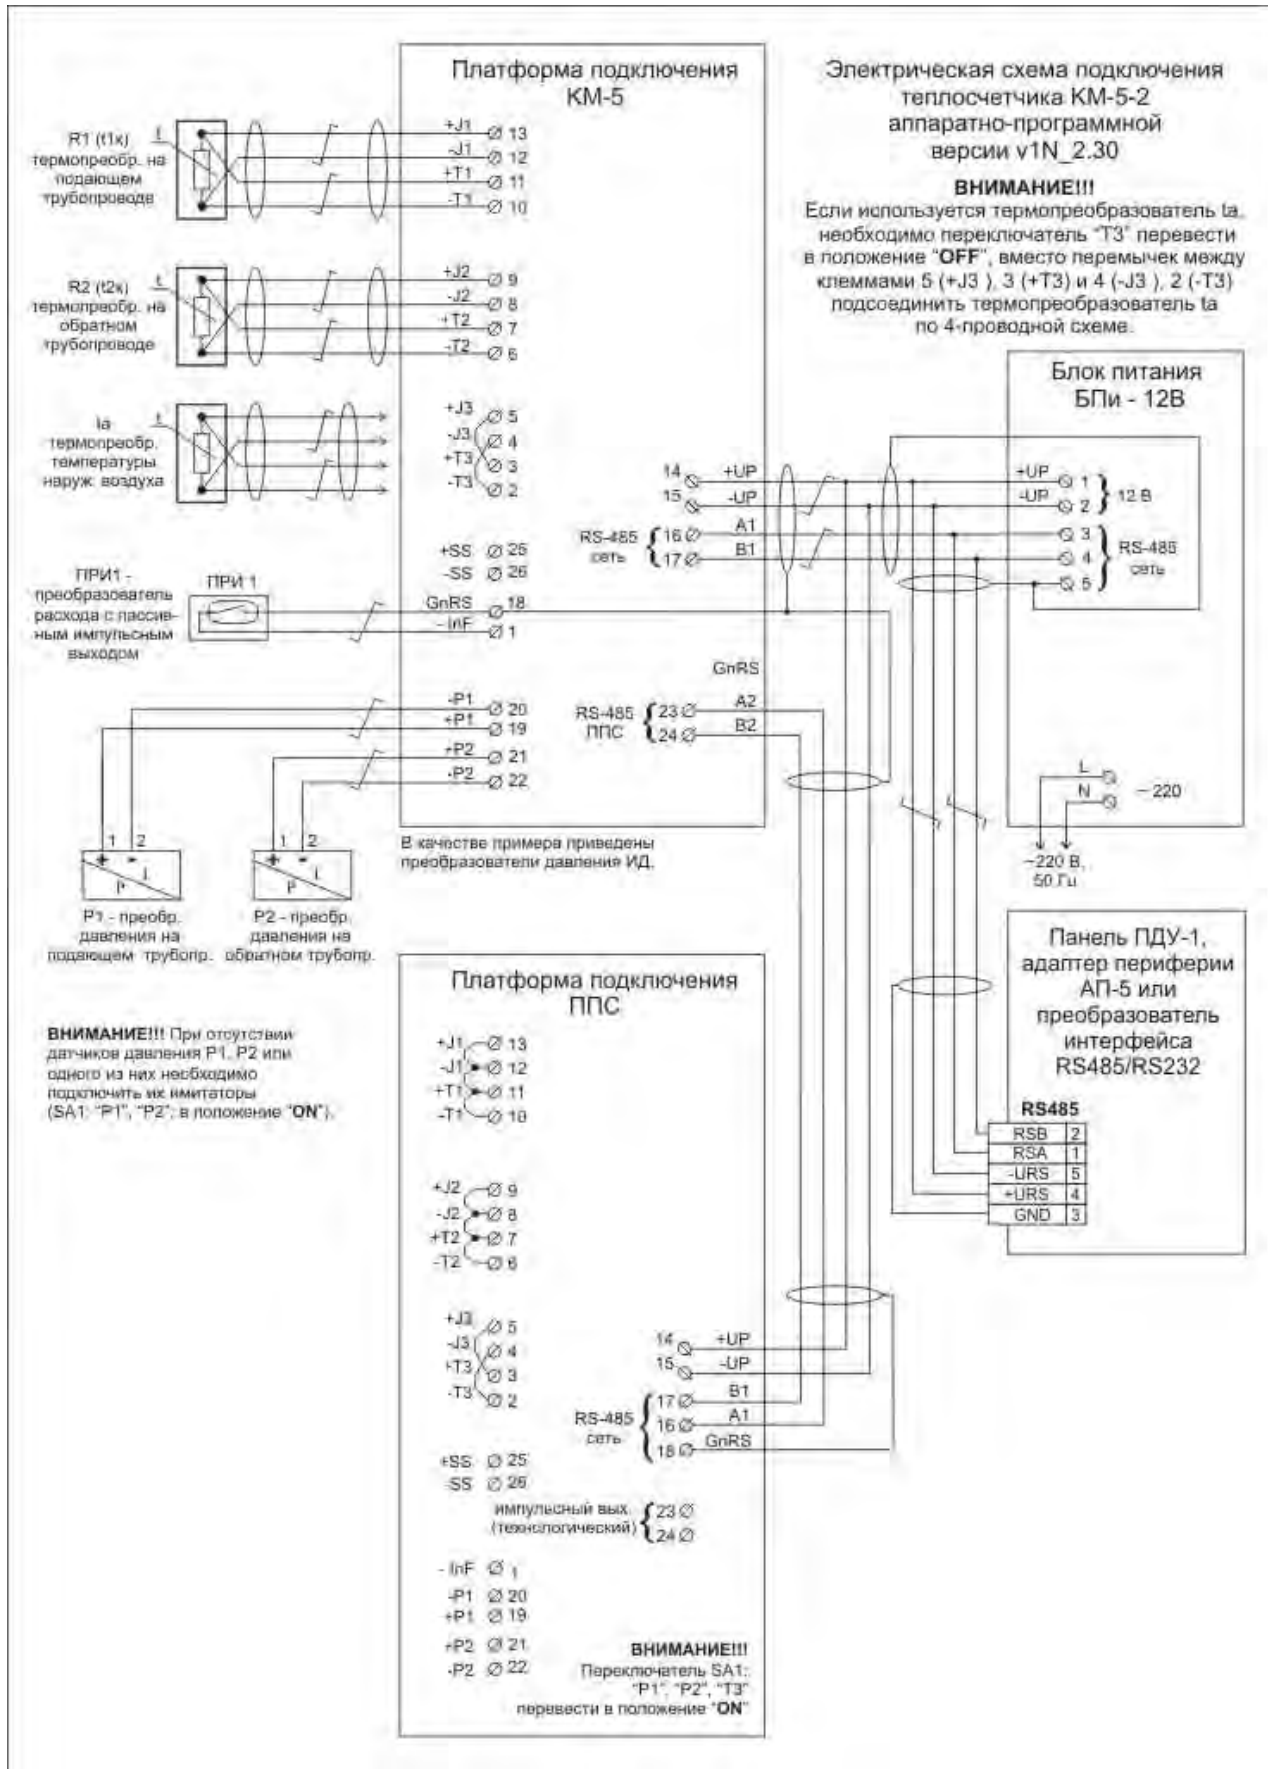 Платформа подключения
КМ-5
Электрическая схема подключения
теплосчетчика КМ-5-2
аппаратно-программной
версии v1N_2.30
ВНИМАНИЕ!!!
Если используется термопреобразователь ta,
необходимо переключатель "Т3" перевести
в положение "OFF", вместо перемычек между
клеммами 5 (+J3 ), 3 (+T3) и 4 (-J3 ), 2 (-T3)
подсоединить термопреобразователь ta
по 4-проводной схеме.
R1 (t1к)
термопреобр. на
подающем
трубопроводе
t
+J1 13
-J1 12
+T1 11
-T1 10
R2 (t2к)
термопреобр. на
обратном
трубопроводе
t
+J2 9
-J2 8
+T2 7
-T2 6
ta
термопреобр.
температуры
наруж. воздуха
t
+J3 5
-J3 4
+T3 3
-T3 2
+SS 25
-SS 26
ПРИ1 -
преобразователь
расхода с пассив-
ным импульсным
выходом
ПРИ 1
GnRS 18
- InF 1
-P1 20
+P1 19
+P2 21
-P2 22
14 +UP
15 -UP
RS-485
сеть
16 A1
17 B1
GnRS
RS-485
ППС
23 A2
24 B2
Блок питания
БПи - 12В
+UP 1
-UP 2
12 В
3
4
5
RS-485
сеть
L
N
~220
~220 В,
50 Гц
1 2
+ -
P I
1 2
+ -
P I
P1 - преобр.
давления на
подающем трубопр.
P2 - преобр.
давления на
обратном трубопр.
В качестве примера приведены
преобразователи давления ИД.
ВНИМАНИЕ!!! При отсутствии
датчиков давления P1, P2 или
одного из них необходимо
подключить их имитаторы
(SA1: "P1", "P2", в положение "ON").
Панель ПДУ-1,
адаптер периферии
АП-5 или
преобразователь
интерфейса
RS485/RS232
RS485
RSB 2
RSA 1
-URS 5
+URS 4
GND 3
Платформа подключения
ППС
+J1 13
-J1 12
+T1 11
-T1 10
+J2 9
-J2 8
+T2 7
-T2 6
+J3 5
-J3 4
+T3 3
-T3 2
14 +UP
15 -UP
RS-485
сеть
17 B1
16 A1
18 GnRS
+SS 25
-SS 26
импульсный вых.
(технологический)
23
24
- InF 1
-P1 20
+P1 19
+P2 21
-P2 22
ВНИМАНИЕ!!!
Переключатель SA1:
"P1", "P2", "T3"
перевести в положение "ON"